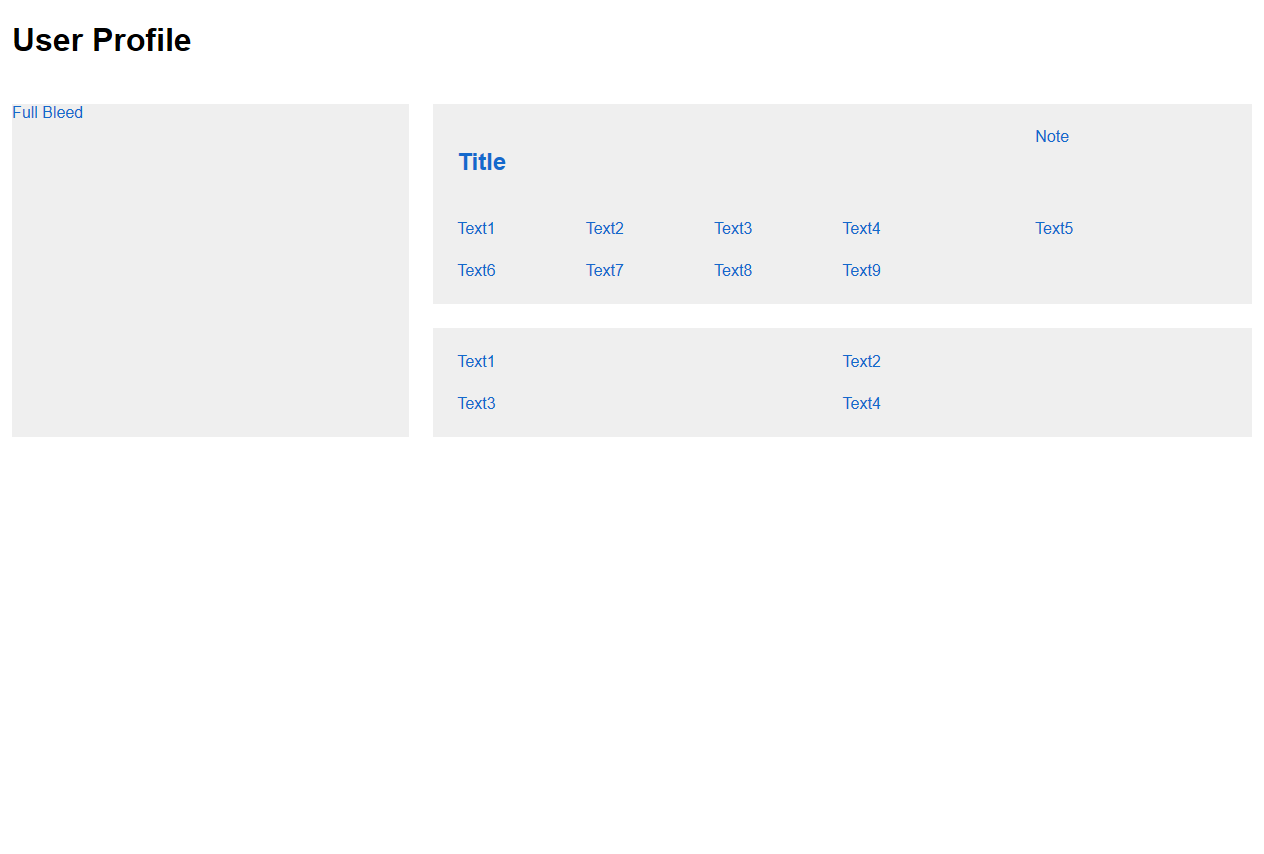 User Profile
Full Bleed
Note
Title
Text1 Text2 Text3 Text4 Text5
Text6 Text7 Text8 Text9
Text1 Text2
Text3 Text4